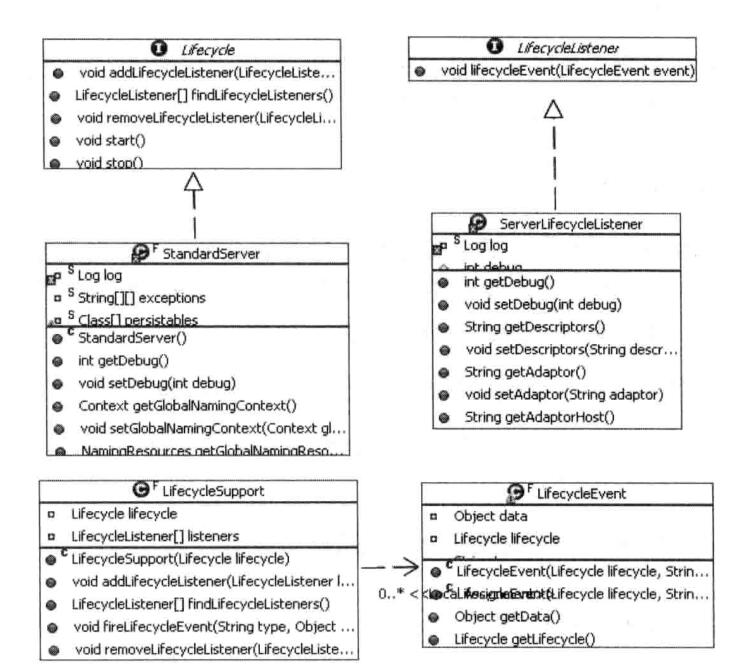 I Lifecycle
void addLifecycleListener(LifecycleListe...
LifecycleListener[] findLifecycleListeners()
void removeLifecycleListener(LifecycleLi...
void start()
void stop()
I LifecycleListener
void lifecycleEvent(LifecycleEvent event)
C F StandardServer
S Log log
S String[][] exceptions
S Class[] persistables
C StandardServer()
int getDebug()
void setDebug(int debug)
Context getGlobalNamingContext()
void setGlobalNamingContext(Context gl...
NamingResources getGlobalNamingReso...
C ServerLifecycleListener
S Log log
int debug
int getDebug()
void setDebug(int debug)
String getDescriptors()
void setDescriptors(String descr...
String getAdaptor()
void setAdaptor(String adaptor)
String getAdaptorHost()
C F LifecycleSupport
Lifecycle lifecycle
LifecycleListener[] listeners
C LifecycleSupport(Lifecycle lifecycle)
void addLifecycleListener(LifecycleListener l...
LifecycleListener[] findLifecycleListeners()
void fireLifecycleEvent(String type, Object ...
void removeLifecycleListener(LifecycleListe...
C F LifecycleEvent
Object data
Lifecycle lifecycle
C LifecycleEvent(Lifecycle lifecycle, Strin...
0..* <
C LifecycleEvent(Lifecycle lifecycle, Strin...
Object getData()
Lifecycle getLifecycle()